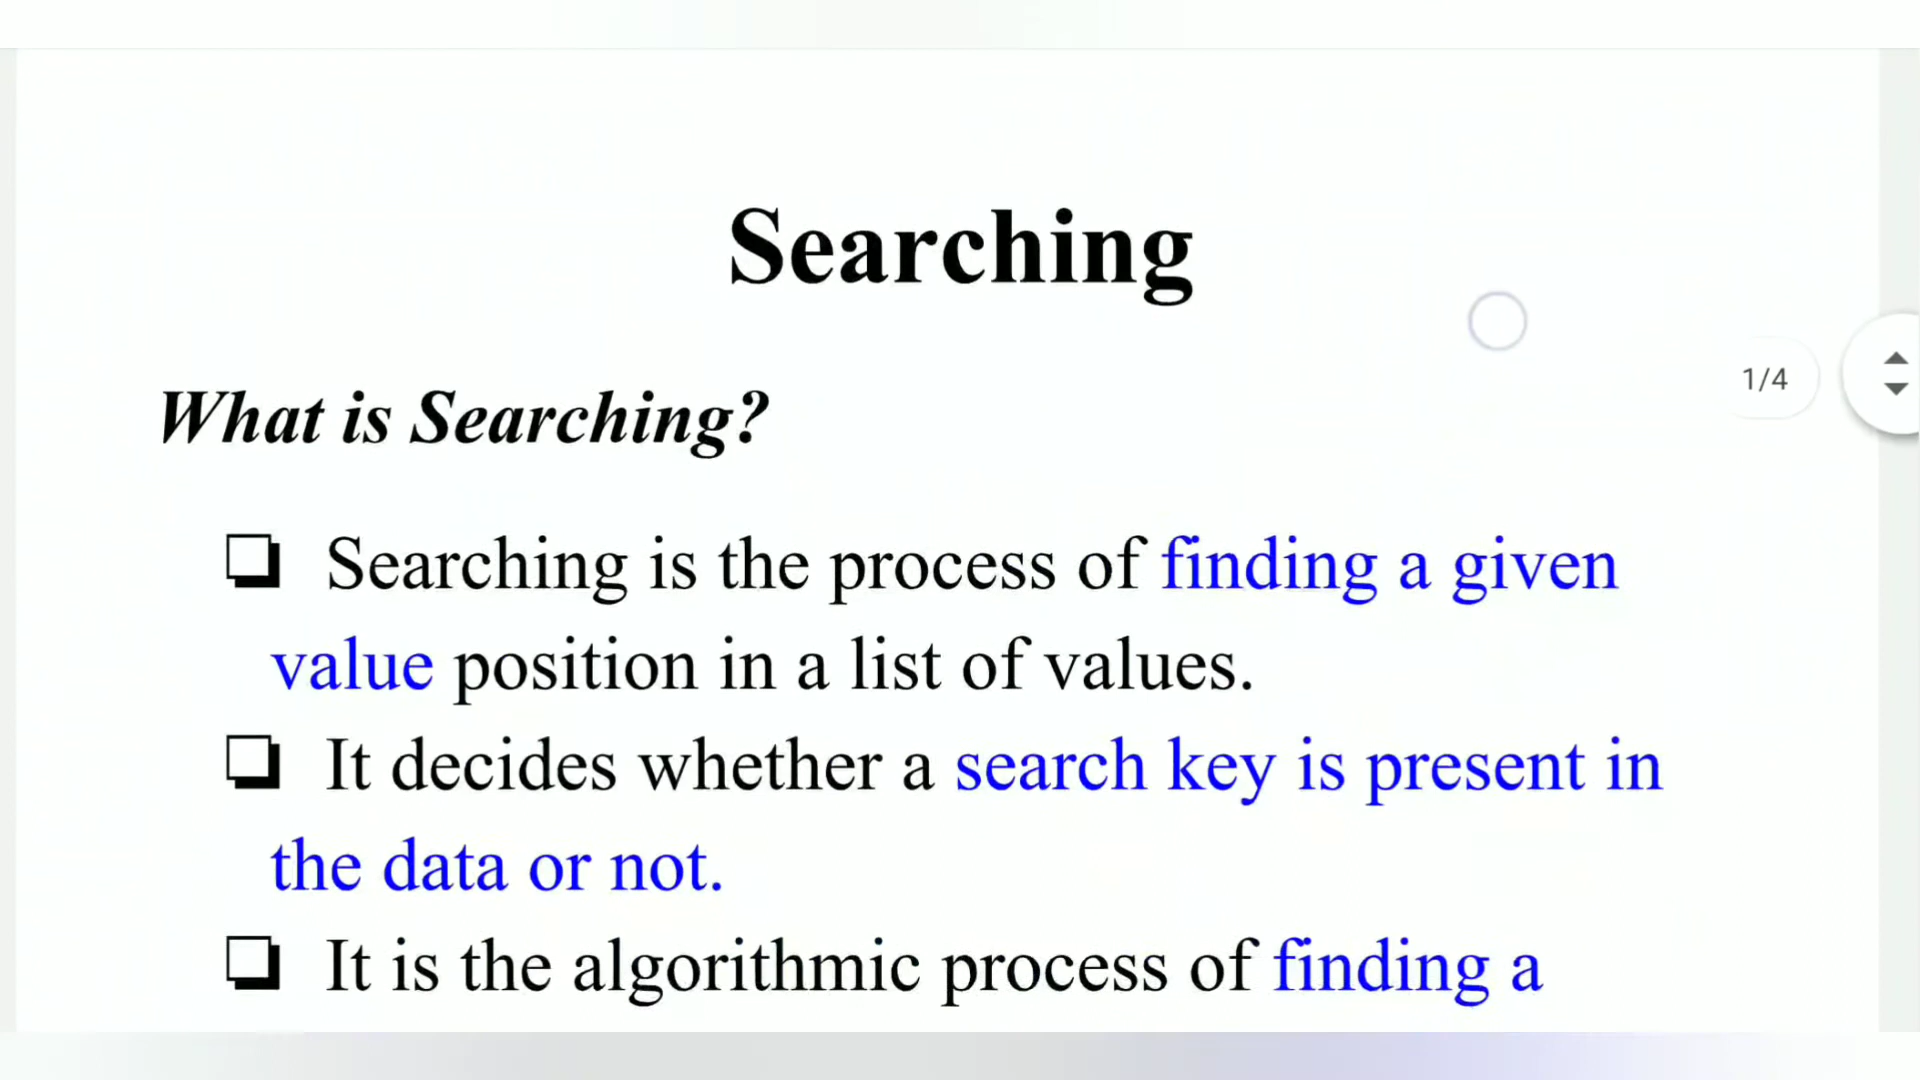 Searching
1/4
What is Searching?
❑ Searching is the process of finding a given
value position in a list of values.
❑ It decides whether a search key is present in
the data or not.
❑ It is the algorithmic process of finding a